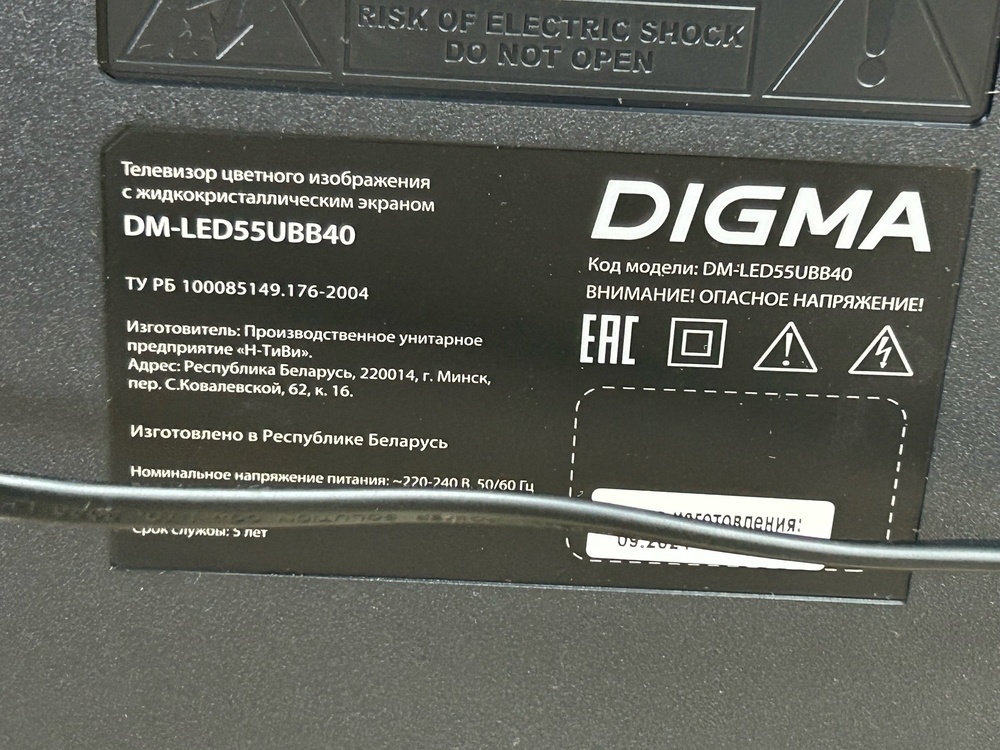 RISK OF ELECTRIC SHOCK
DO NOT OPEN
Телевизор цветного изображения
с жидкокристаллическим экраном
DM-LED55UBB40
ТУ РБ 100085149.176-2004
Изготовитель: Производственное унитарное
предприятие «Н-ТиВи».
Адрес: Республика Беларусь, 220014, г. Минск,
пер. С.Ковалевской, 62, к. 16.
Изготовлено в Республике Беларусь
Номинальное напряжение питания: ~220-240 В, 50/60 Гц
Срок службы: 5 лет
DIGMA
Код модели: DM-LED55UBB40
ВНИМАНИЕ! ОПАСНОЕ НАПРЯЖЕНИЕ!
EAC
изготовления: